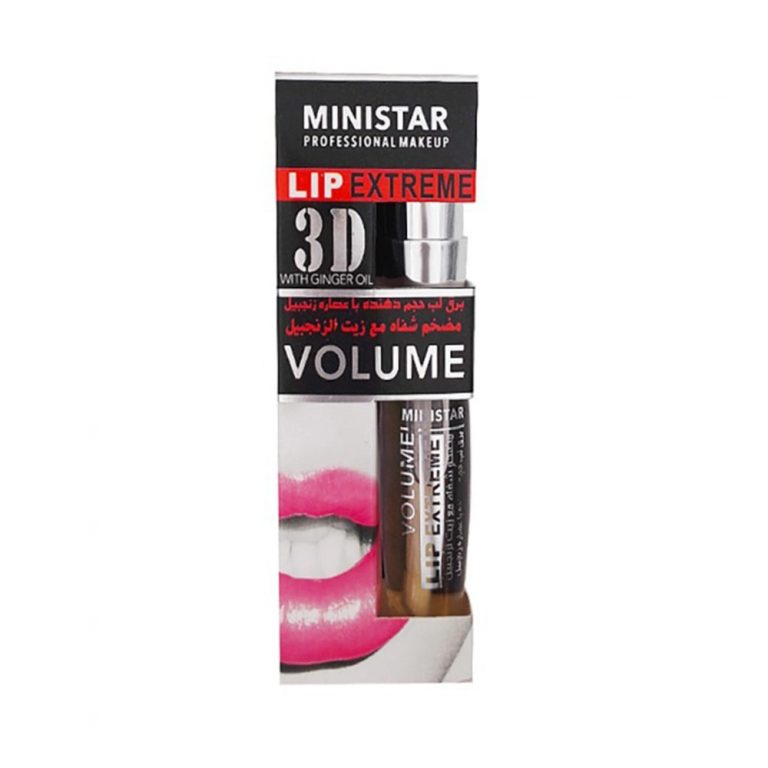 MINISTAR
PROFESSIONAL MAKEUP
LIP EXTREME
3D
WITH GINGER OIL
برق لب حجم دهنده با عصاره زنجبیل
مضخم شفاه مع زيت الزنجبيل
VOLUME
MINISTAR
VOLUME!
LIP EXTREME